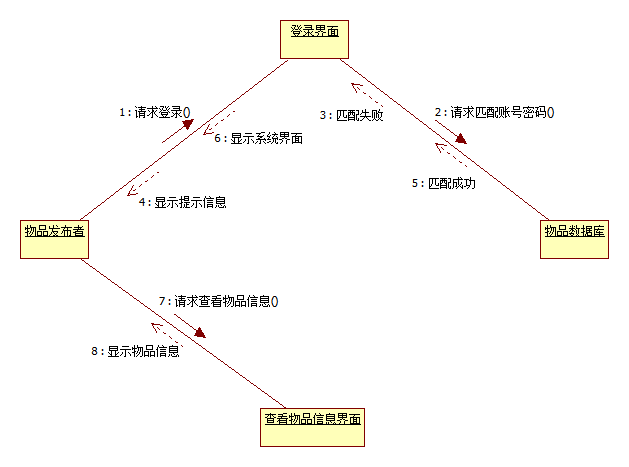 登录界面
1 : 请求登录()
3 : 匹配失败
2 : 请求匹配账号密码()
6 : 显示系统界面
5 : 匹配成功
4 : 显示提示信息
物品发布者
物品数据库
7 : 请求查看物品信息()
8 : 显示物品信息
查看物品信息界面